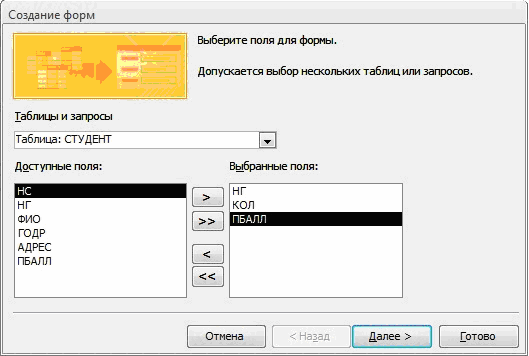 Создание форм
Выберите поля для формы.
Допускается выбор нескольких таблиц или запросов.
Таблицы и запросы
Таблица: СТУДЕНТ
Доступные поля:
НС
НГ
ФИО
ГОДР
АДРЕС
ПБАЛЛ
>
>>
<
<<
Выбранные поля:
НГ
КОЛ
ПБАЛЛ
Отмена
< Назад
Далее >
Готово